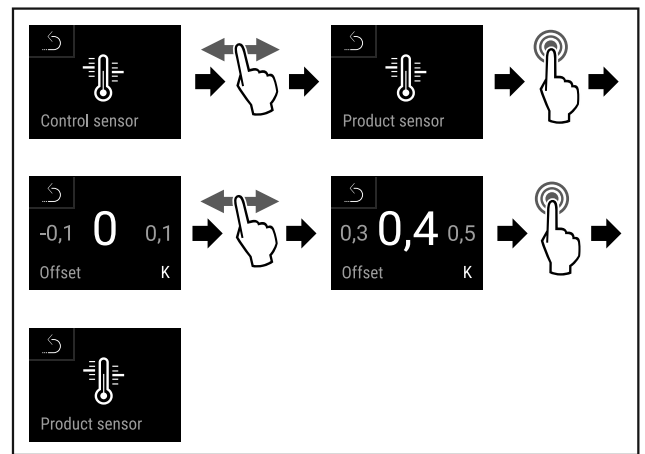 Control sensor
Product sensor
-0,1 0 0,1
Offset K
0,3 0,4 0,5
Offset K
Product sensor